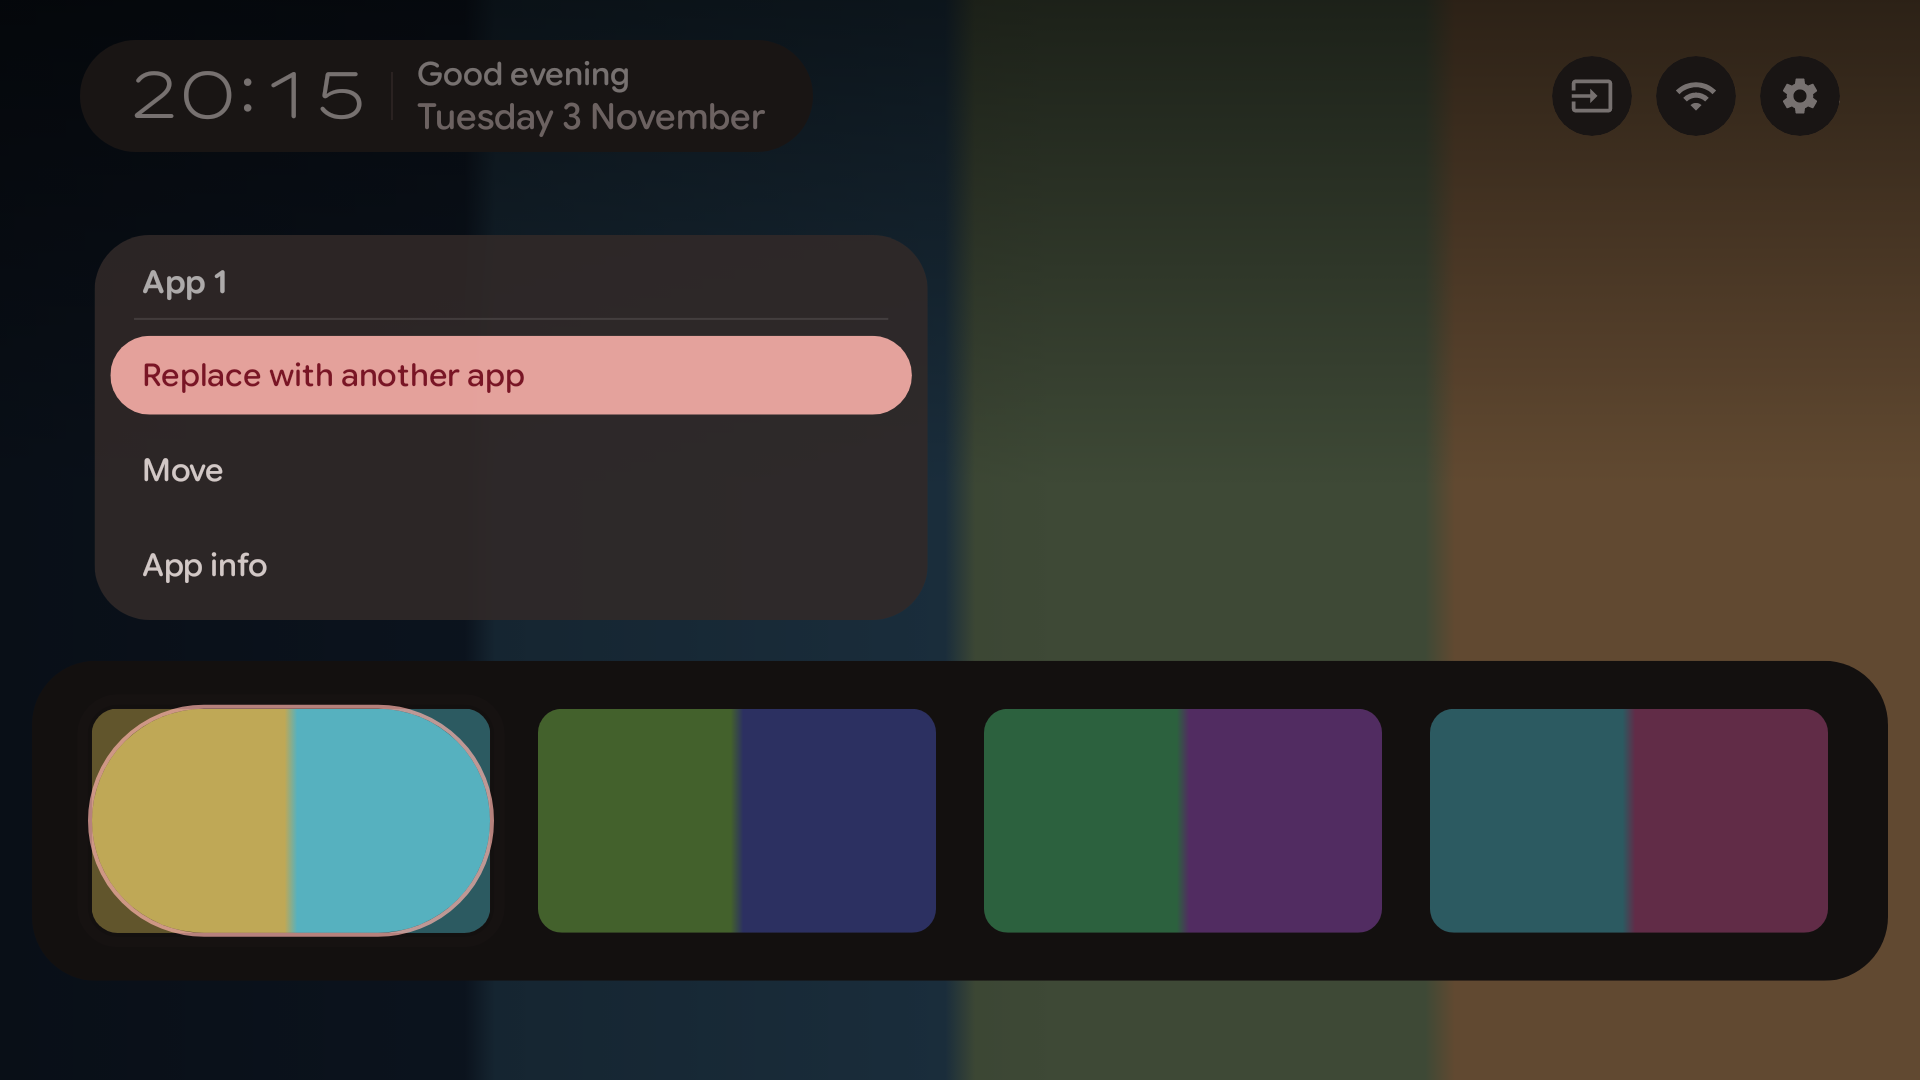 20:15
Good evening
Tuesday 3 November
App 1
Replace with another app
Move
App info